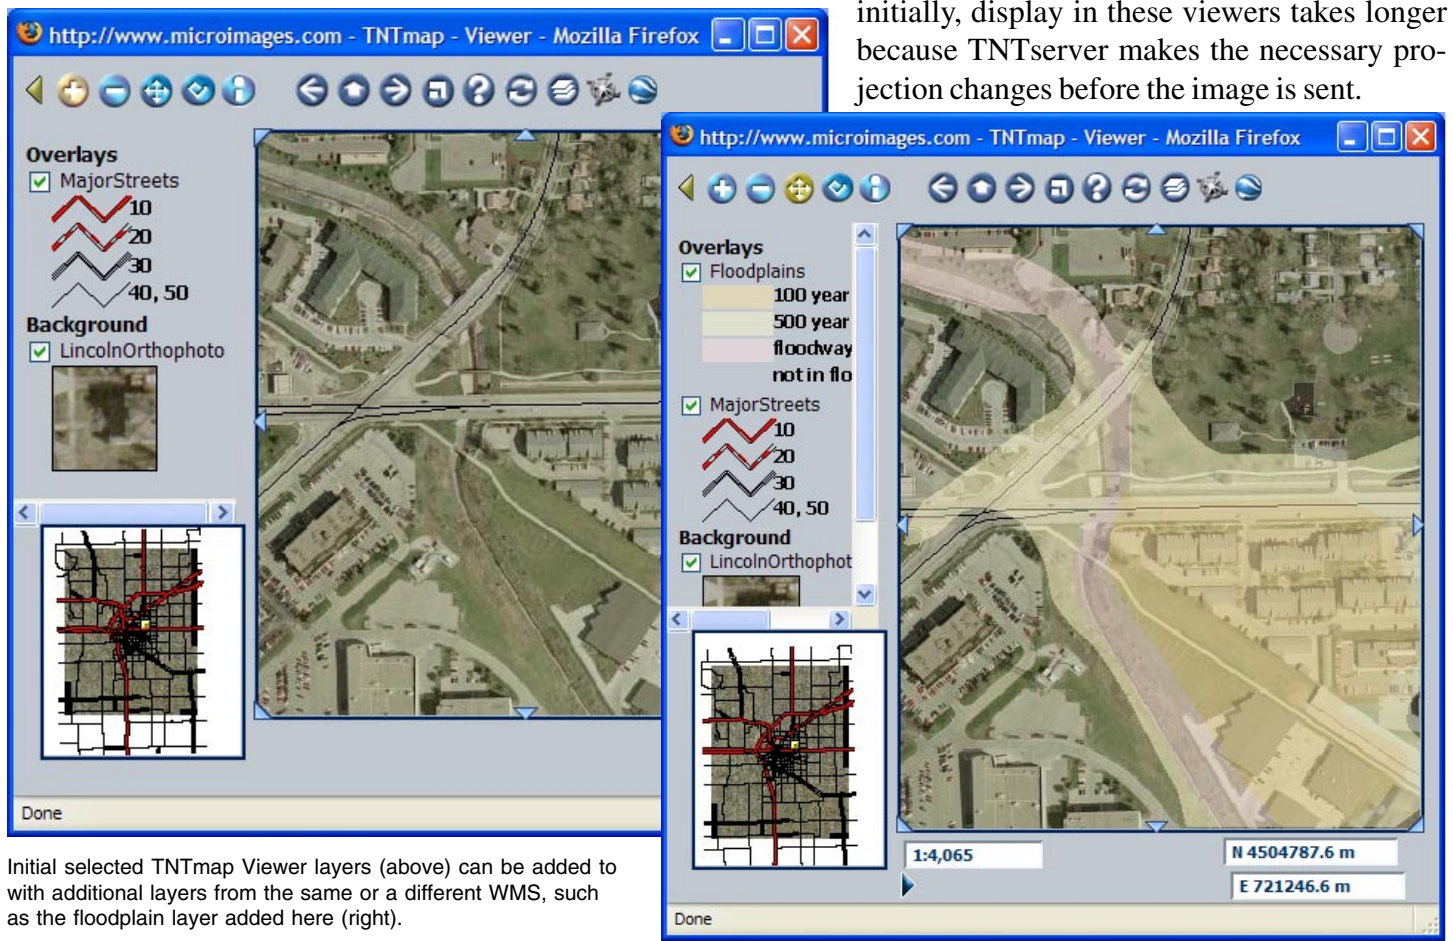 initially, display in these viewers takes longer
because TNTserver makes the necessary pro-
jection changes before the image is sent.
http://www.microimages.com - TNTmap - Viewer - Mozilla Firefox
Overlays
MajorStreets
10
20
30
40, 50
Background
LincolnOrthophoto
Done
http://www.microimages.com - TNTmap - Viewer - Mozilla Firefox
Overlays
Floodplains
100 year
500 year
floodway
not in flo
MajorStreets
10
20
30
40, 50
Background
LincolnOrthophot
1:4,065
N 4504787.6 m
E 721246.6 m
Done
Initial selected TNTmap Viewer layers (above) can be added to
with additional layers from the same or a different WMS, such
as the floodplain layer added here (right).